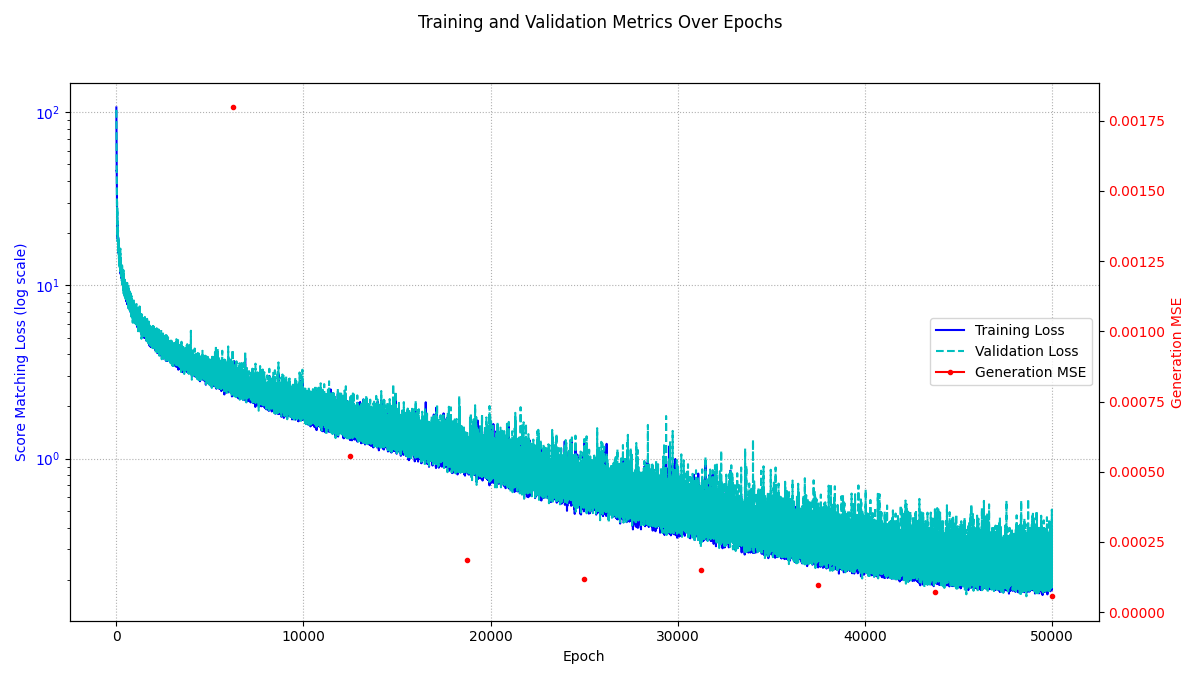 Training and Validation Metrics Over Epochs
10²
10¹
10⁰
Score Matching Loss (log scale)
0.00175
0.00150
0.00125
0.00100
0.00075
0.00050
0.00025
0.00000
Generation MSE
Training Loss
Validation Loss
Generation MSE
0 10000 20000 30000 40000 50000
Epoch